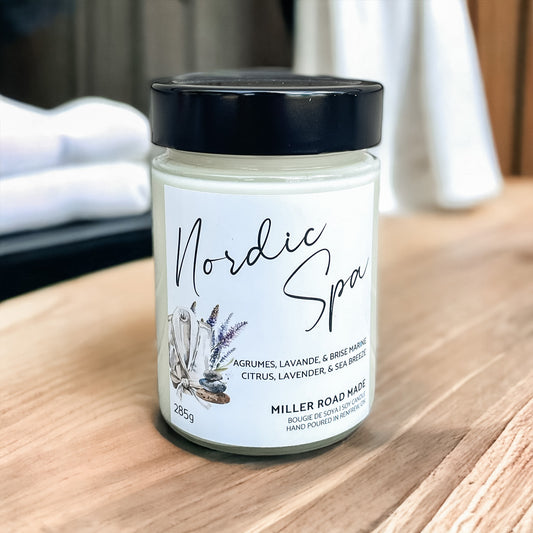 Nordic
Spa
AGRUMES, LAVANDE, & BRISE MARINE
CITRUS, LAVENDER, & SEA BREEZE
MILLER ROAD MADE
BOUGIE DE SOYA | SOY CANDLE
HAND POURED IN RENFREW, ON
285g